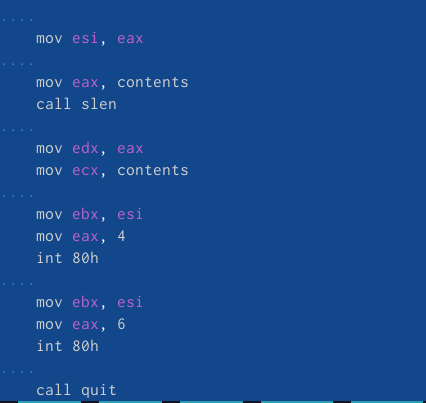 ....
mov esi, eax
....
mov eax, contents
call slen
....
mov edx, eax
mov ecx, contents
....
mov ebx, esi
mov eax, 4
int 80h
....
mov ebx, esi
mov eax, 6
int 80h
....
call quit